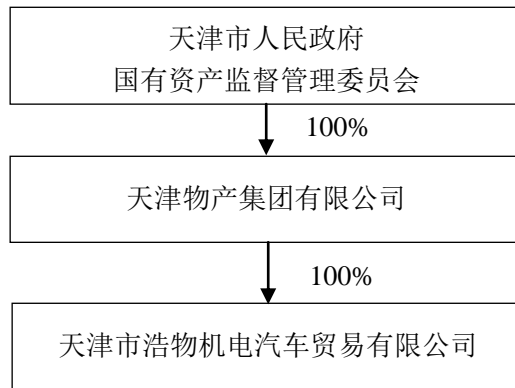 天津市人民政府
国有资产监督管理委员会
100%
天津物产集团有限公司
100%
天津市浩物机电汽车贸易有限公司